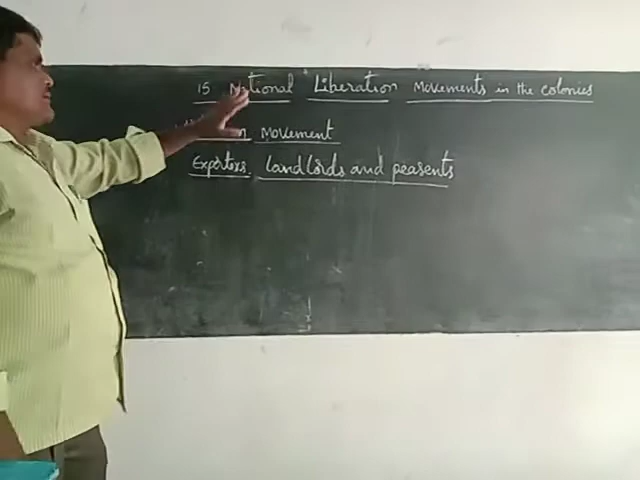 15 National Liberation Movements in the colonies
Movement
Exporters, landlords and peasents